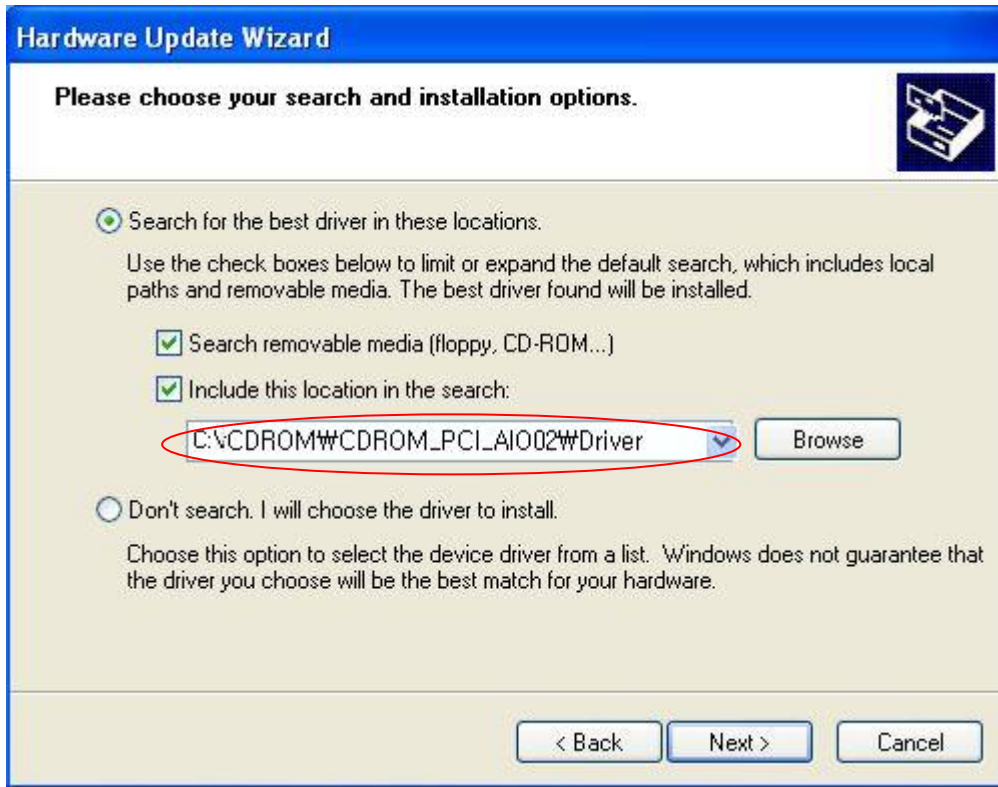 Hardware Update Wizard
Please choose your search and installation options.
Search for the best driver in these locations.
Use the check boxes below to limit or expand the default search, which includes local
paths and removable media. The best driver found will be installed.
Search removable media (floppy, CD-ROM...)
Include this location in the search:
C:\CDROM₩CDROM_PCI_AIO02₩Driver
Browse
Don't search. I will choose the driver to install.
Choose this option to select the device driver from a list. Windows does not guarantee that
the driver you choose will be the best match for your hardware.
< Back Next > Cancel